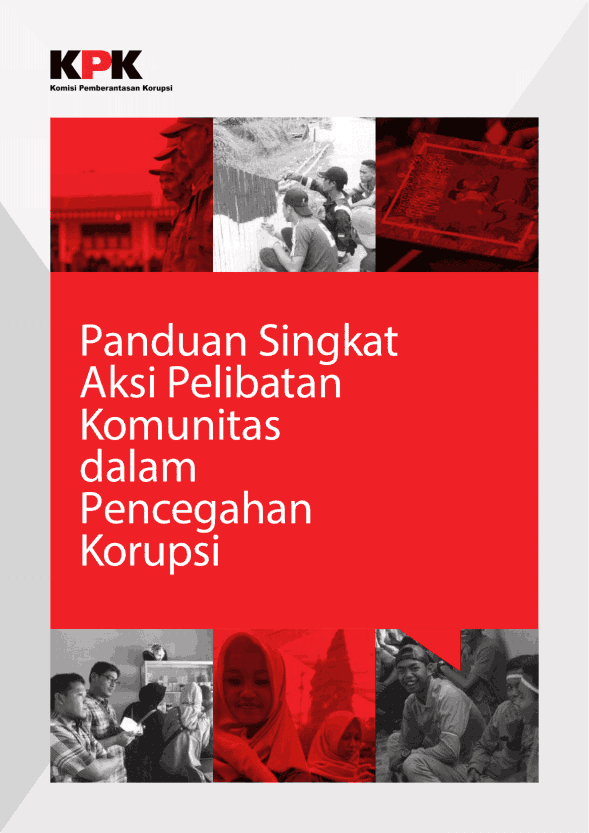 KPK
Komisi Pemberantasan Korupsi
Panduan Singkat
Aksi Pelibatan
Komunitas
dalam
Pencegahan
Korupsi